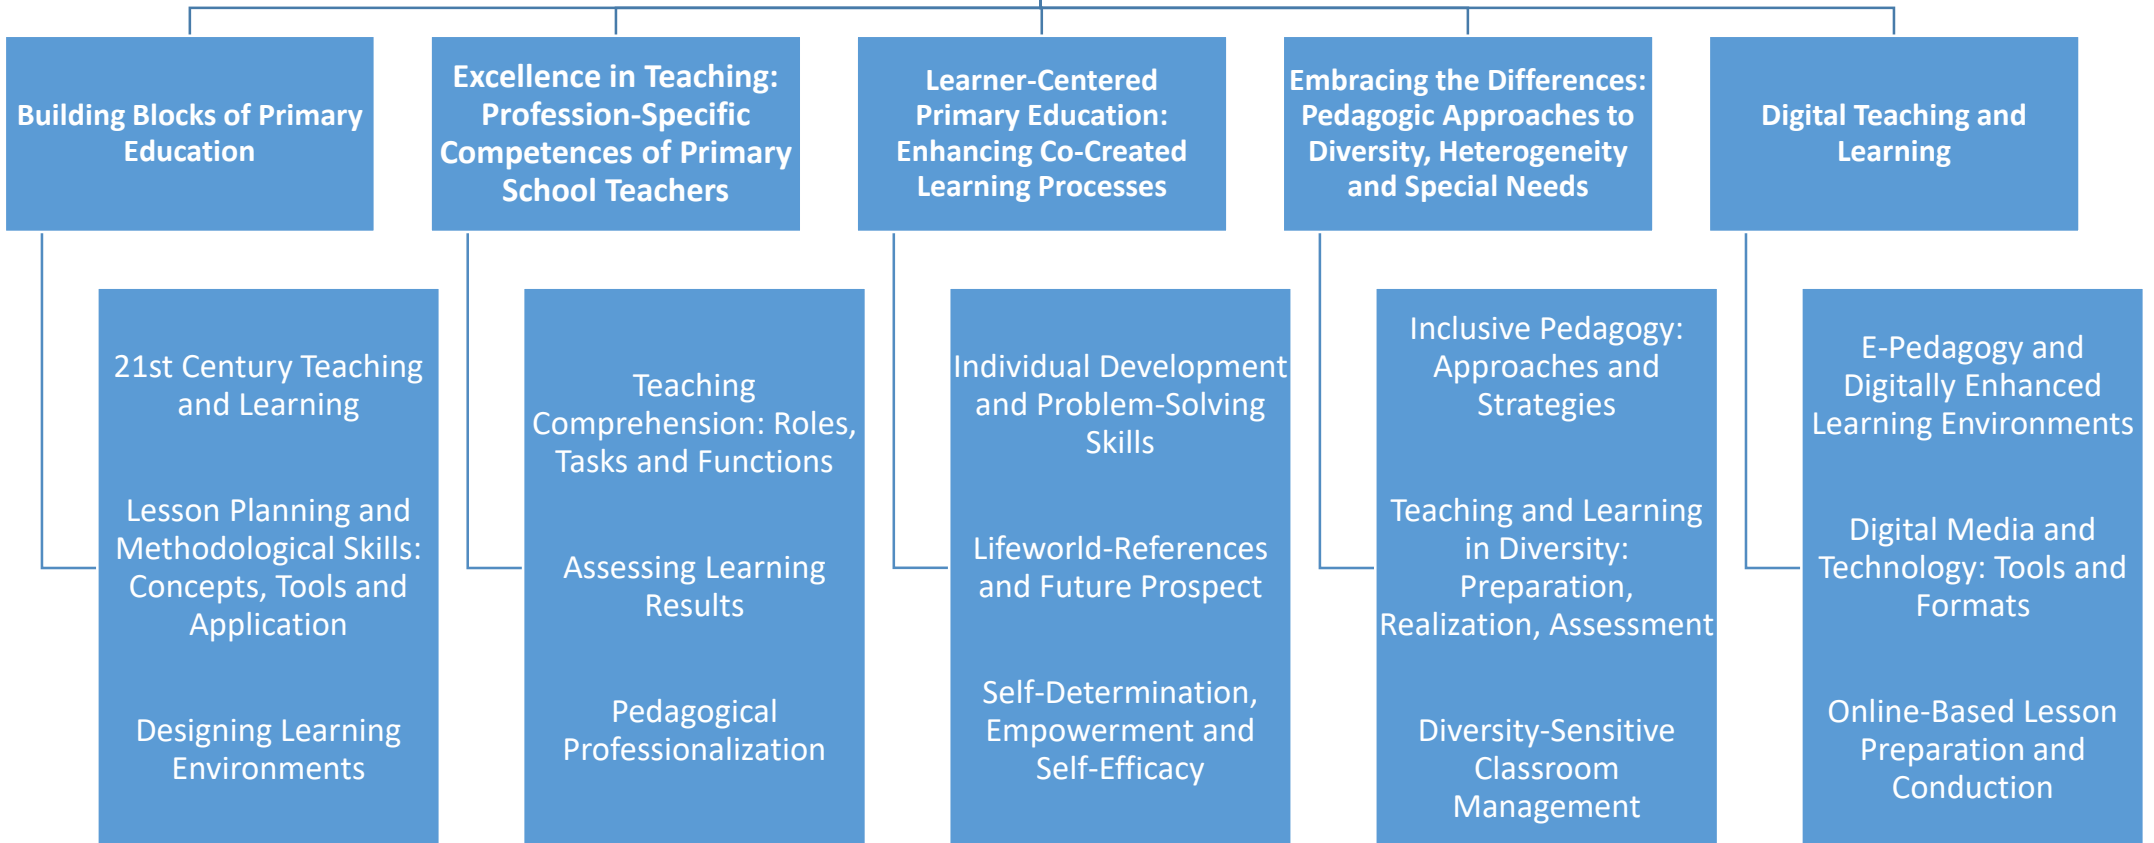 Building Blocks of Primary
Education
Excellence in Teaching:
Profession-Specific
Competences of Primary
School Teachers
Learner-Centered
Primary Education:
Enhancing Co-Created
Learning Processes
Embracing the Differences:
Pedagogic Approaches to
Diversity, Heterogeneity
and Special Needs
Digital Teaching and
Learning
21st Century Teaching
and Learning
Lesson Planning and
Methodological Skills:
Concepts, Tools and
Application
Designing Learning
Environments
Teaching
Comprehension: Roles,
Tasks and Functions
Assessing Learning
Results
Pedagogical
Professionalization
Individual Development
and Problem-Solving
Skills
Lifeworld-References
and Future Prospect
Self-Determination,
Empowerment and
Self-Efficacy
Inclusive Pedagogy:
Approaches and
Strategies
Teaching and Learning
in Diversity:
Preparation,
Realization, Assessment
Diversity-Sensitive
Classroom
Management
E-Pedagogy and
Digitally Enhanced
Learning Environments
Digital Media and
Technology: Tools and
Formats
Online-Based Lesson
Preparation and
Conduction